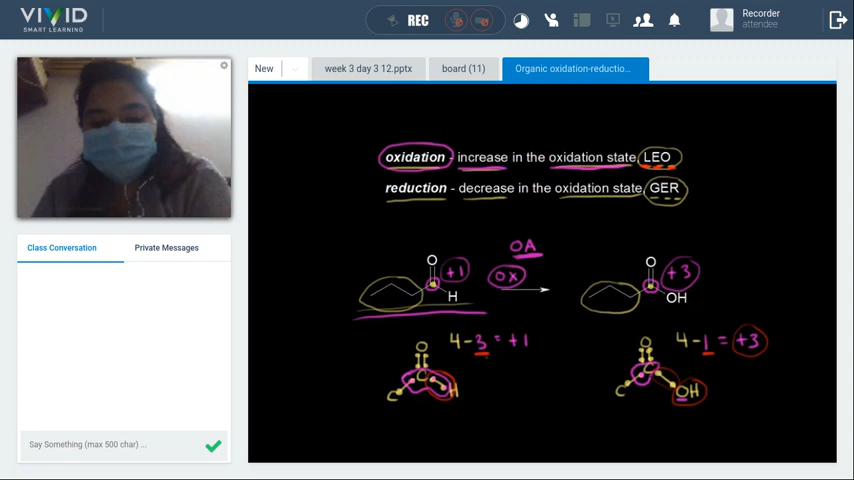 VIVID
SMART LEARNING
REC
Recorder
attendee
New
week 3 day 3 12.pptx
board (11)
Organic oxidation-reductio...
oxidation - increase in the oxidation state LEO
reduction - decrease in the oxidation state GER
O +1 H
OA
OX
O +3 OH
4-3 = +1
O C C H
4-1 = +3
O C C OH
Class Conversation
Private Messages
Say Something (max 500 char) ...